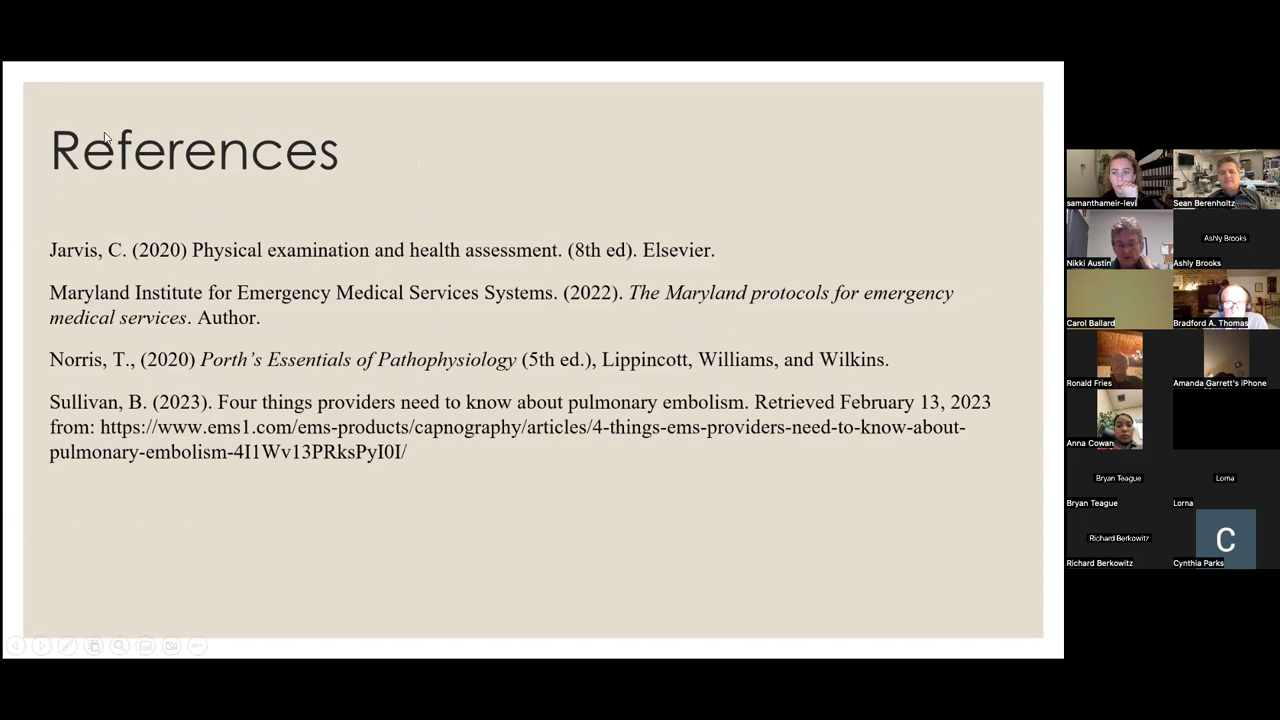 References
Jarvis, C. (2020) Physical examination and health assessment. (8th ed). Elsevier.
Maryland Institute for Emergency Medical Services Systems. (2022). The Maryland protocols for emergency
medical services. Author.
Norris, T., (2020) Porth’s Essentials of Pathophysiology (5th ed.), Lippincott, Williams, and Wilkins.
Sullivan, B. (2023). Four things providers need to know about pulmonary embolism. Retrieved February 13, 2023
from: https://www.ems1.com/ems-products/capnography/articles/4-things-ems-providers-need-to-know-about-
pulmonary-embolism-4I1Wv13PRksPyI0I/
samanthameir-levi
Sean Berenholtz
Nikki Austin
Ashly Brooks
Ashly Brooks
Carol Ballard
Bradford A. Thomas
Ronald Fries
Amanda Garrett's iPhone
Anna Cowan
Bryan Teague
Lorna
Bryan Teague
Lorna
Richard Berkowitz
C
Richard Berkowitz
Cynthia Parks